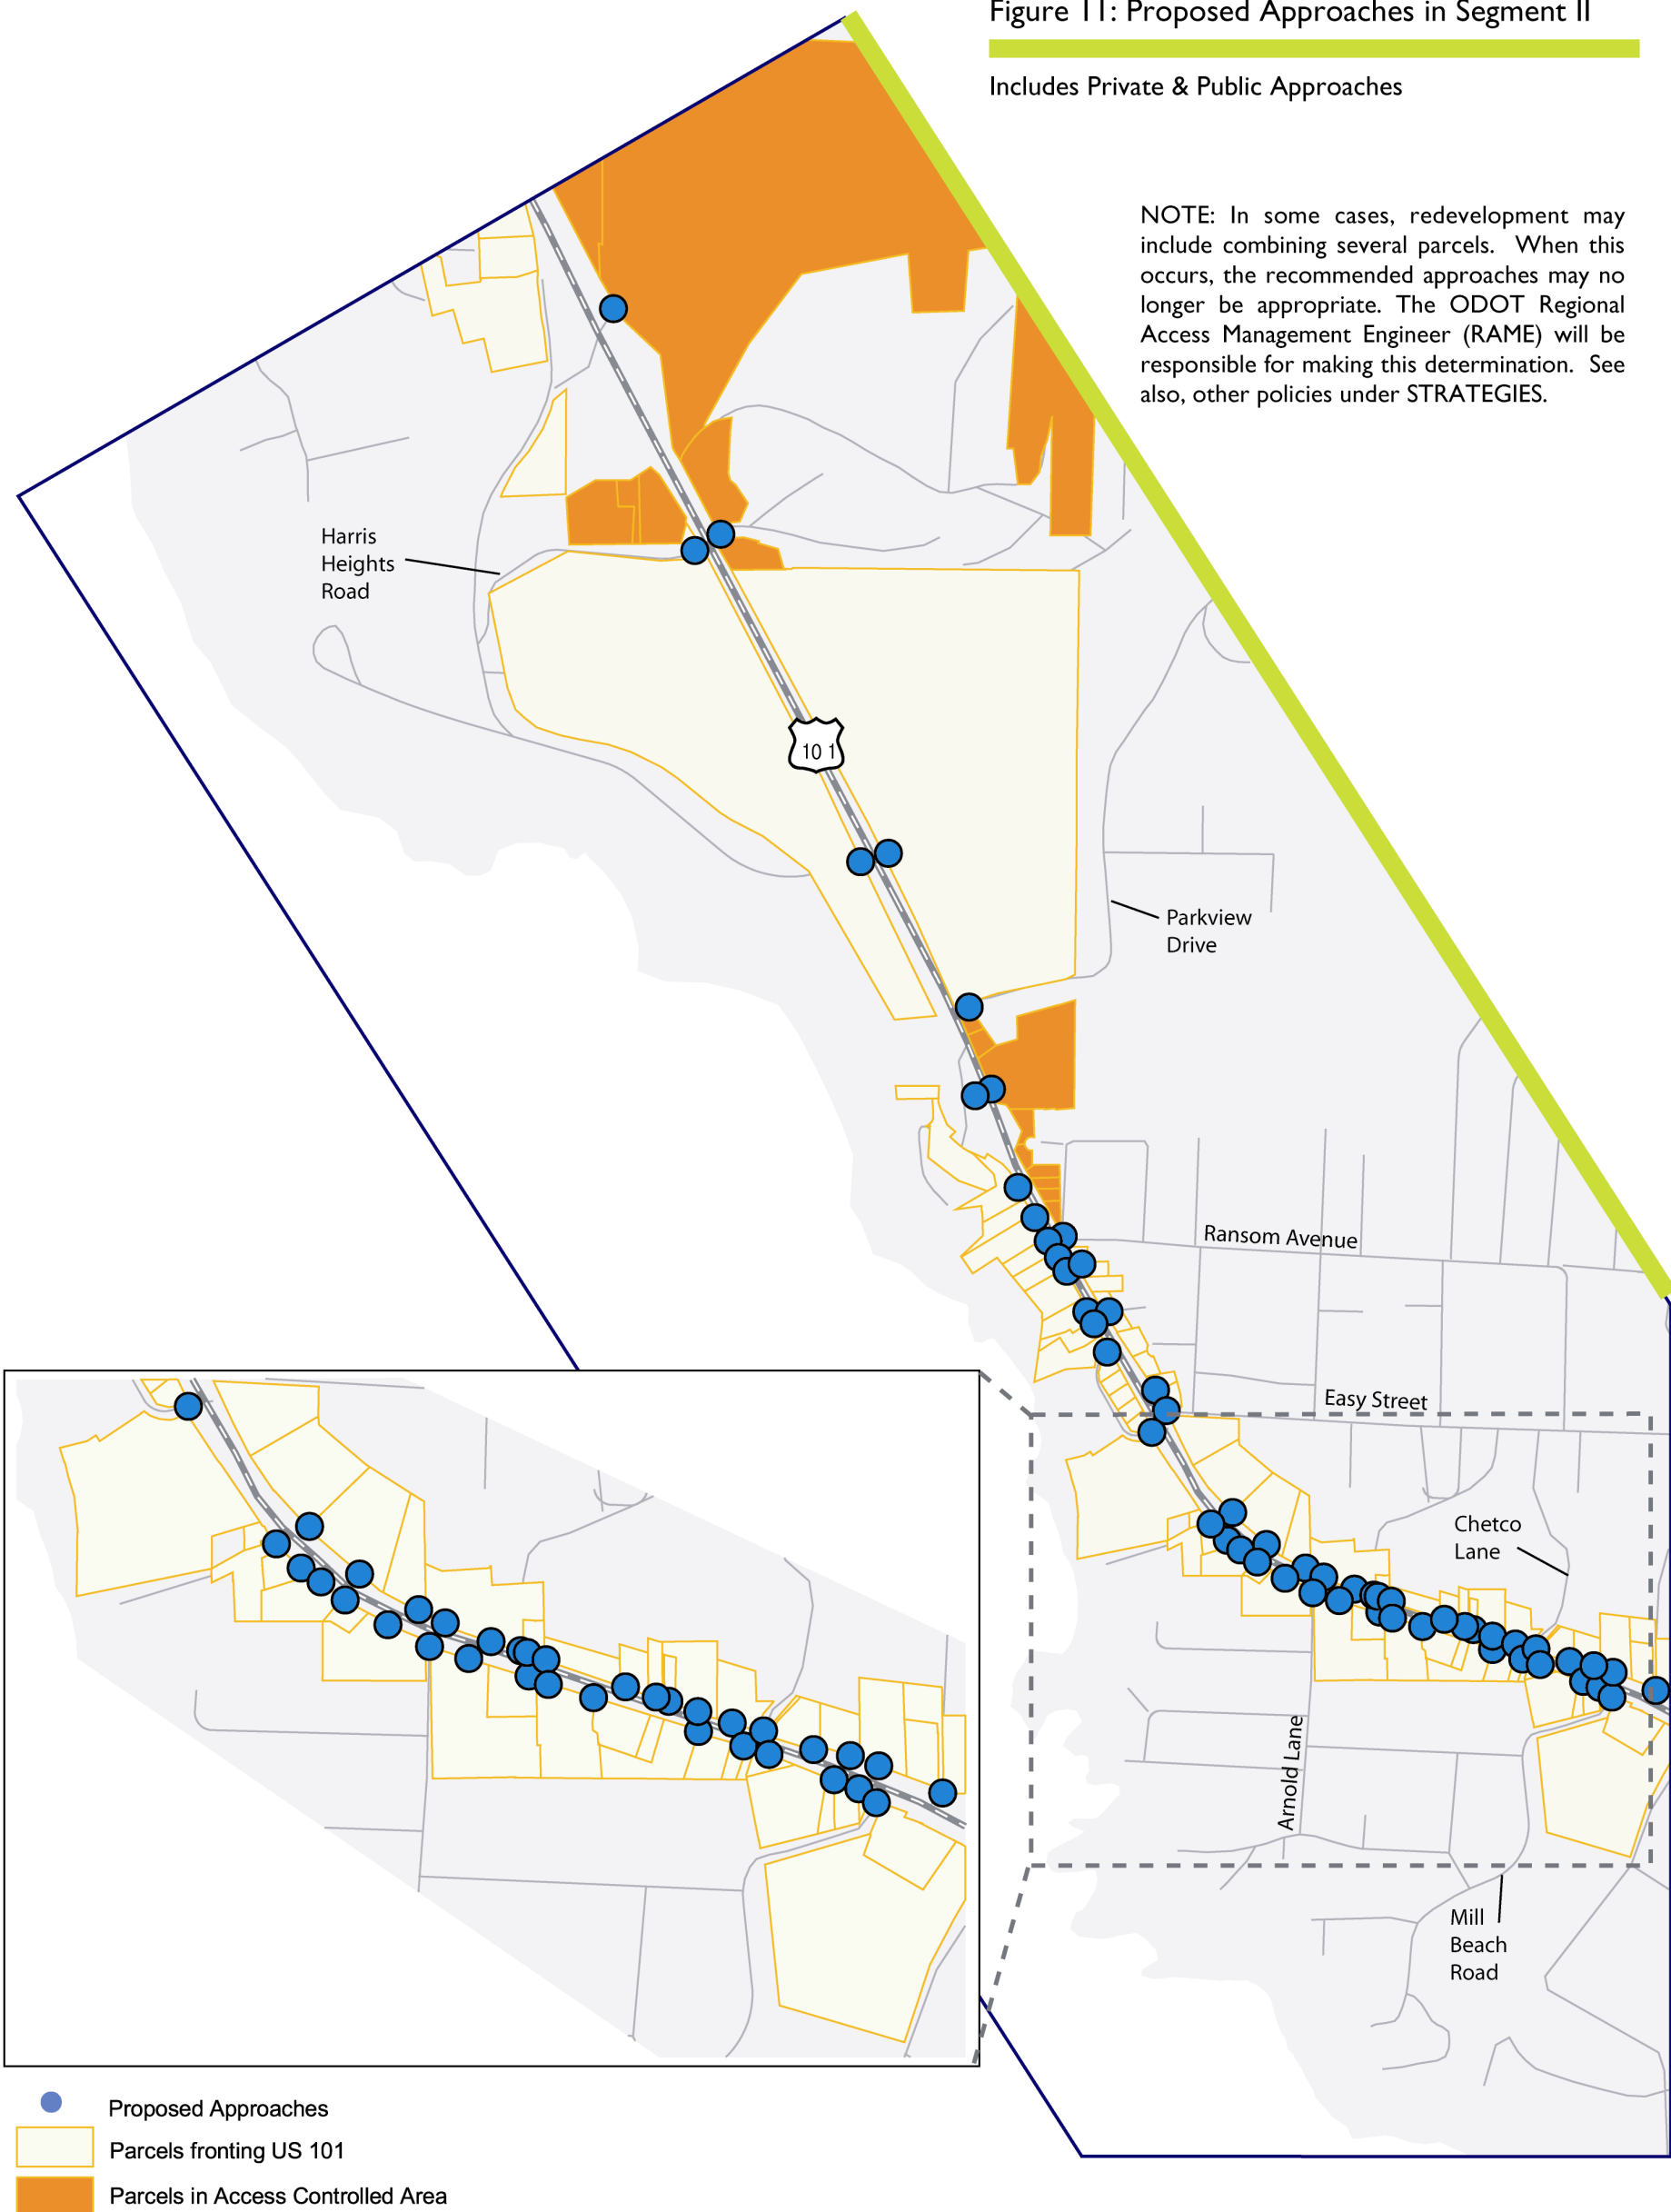 Figure 11: Proposed Approaches in Segment II
Includes Private & Public Approaches
NOTE: In some cases, redevelopment may
include combining several parcels. When this
occurs, the recommended approaches may no
longer be appropriate. The ODOT Regional
Access Management Engineer (RAME) will be
responsible for making this determination. See
also, other policies under STRATEGIES.
Harris
Heights
Road
101
Parkview
Drive
Ransom Avenue
Easy Street
Chetco
Lane
Arnold Lane
Mill
Beach
Road
Proposed Approaches
Parcels fronting US 101
Parcels in Access Controlled Area